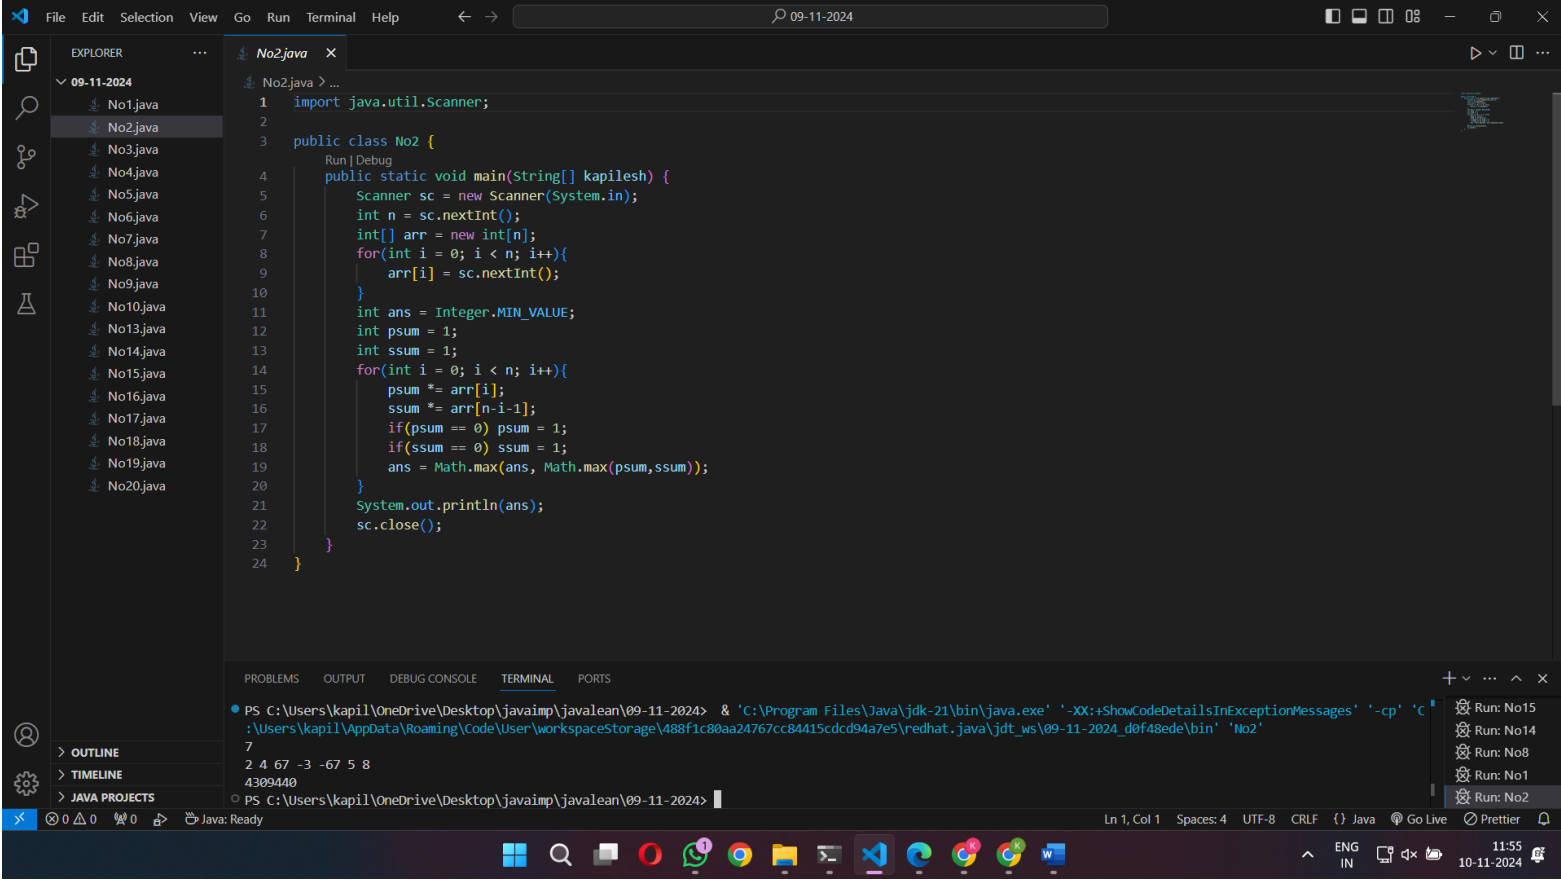 File Edit Selection View Go Run Terminal Help
09-11-2024
EXPLORER
09-11-2024
No1.java
No2.java
No3.java
No4.java
No5.java
No6.java
No7.java
No8.java
No9.java
No10.java
No13.java
No14.java
No15.java
No16.java
No17.java
No18.java
No19.java
No20.java
OUTLINE
TIMELINE
JAVA PROJECTS
No2.java
No2.java > ...
1 import java.util.Scanner;
2
3 public class No2 {
Run | Debug
4 public static void main(String[] kapilesh) {
5 Scanner sc = new Scanner(System.in);
6 int n = sc.nextInt();
7 int[] arr = new int[n];
8 for(int i = 0; i < n; i++){
9 arr[i] = sc.nextInt();
10 }
11 int ans = Integer.MIN_VALUE;
12 int psum = 1;
13 int ssum = 1;
14 for(int i = 0; i < n; i++){
15 psum *= arr[i];
16 ssum *= arr[n-i-1];
17 if(psum == 0) psum = 1;
18 if(ssum == 0) ssum = 1;
19 ans = Math.max(ans, Math.max(psum,ssum));
20 }
21 System.out.println(ans);
22 sc.close();
23 }
24 }
PROBLEMS OUTPUT DEBUG CONSOLE TERMINAL PORTS
PS C:\Users\kapil\OneDrive\Desktop\javaimp\javalean\09-11-2024> & 'C:\Program Files\Java\jdk-21\bin\java.exe' '-XX:+ShowCodeDetailsInExceptionMessages' '-cp' 'C
:\Users\kapil\AppData\Roaming\Code\User\workspaceStorage\488f1c80aa24767cc84415cdcd94a7e5\redhat.java\jdt_ws\09-11-2024_d0f48ede\bin' 'No2'
7
2 4 67 -3 -67 5 8
4309440
PS C:\Users\kapil\OneDrive\Desktop\javaimp\javalean\09-11-2024>
Run: No15
Run: No14
Run: No8
Run: No1
Run: No2
0 0 0 Java: Ready Ln 1, Col 1 Spaces: 4 UTF-8 CRLF {} Java Go Live Prettier
1 K K W
ENG
IN
11:55
10-11-2024